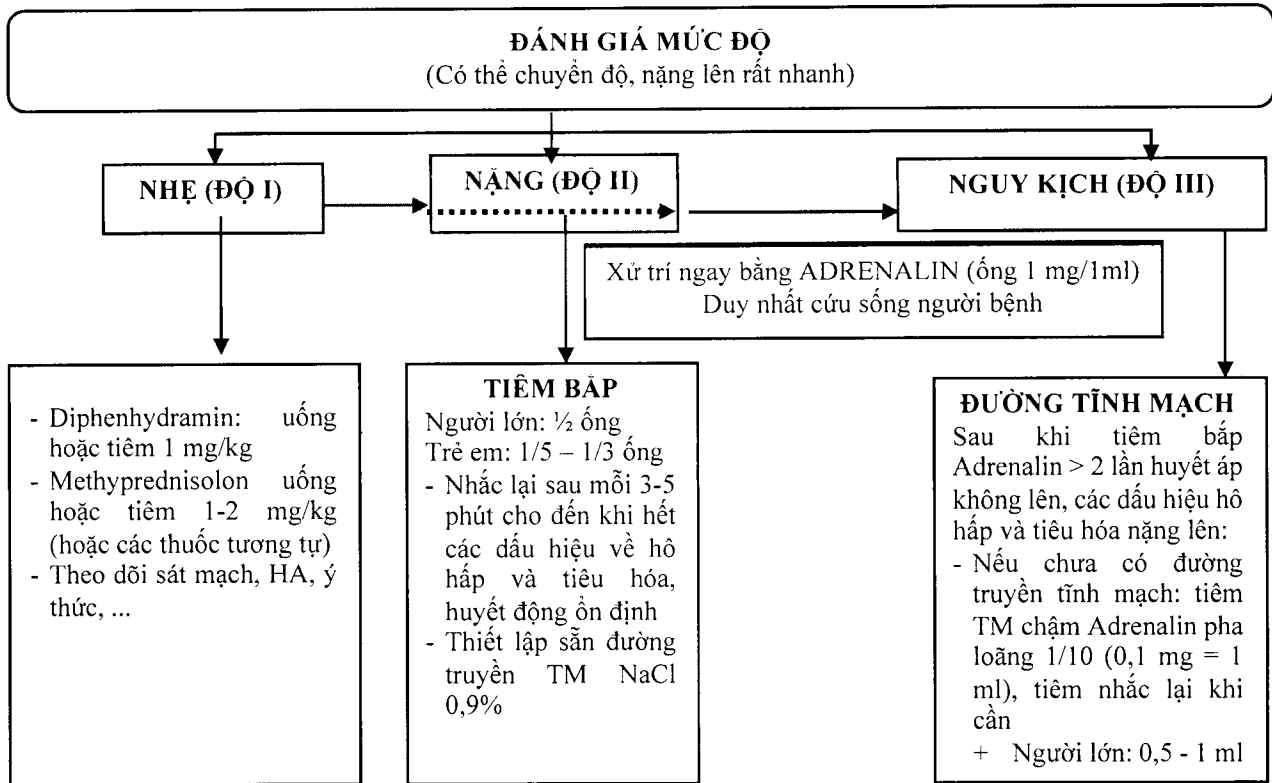 ĐÁNH GIÁ MỨC ĐỘ
(Có thể chuyển độ, nặng lên rất nhanh)
NHẸ (ĐỘ I)
NẶNG (ĐỘ II)
NGUY KỊCH (ĐỘ III)
Xử trí ngay bằng ADRENALIN (ống 1 mg/1ml)
Duy nhất cứu sống người bệnh
- Diphenhydramin: uống
hoặc tiêm 1 mg/kg
- Methyprednisolon uống
hoặc tiêm 1-2 mg/kg
(hoặc các thuốc tương tự)
- Theo dõi sát mạch, HA, ý
thức, ...
TIÊM BẮP
Người lớn: ½ ống
Trẻ em: 1/5 – 1/3 ống
- Nhắc lại sau mỗi 3-5
phút cho đến khi hết
các dấu hiệu về hô
hấp và tiêu hóa,
huyết động ổn định
- Thiết lập sẵn đường
truyền TM NaCl
0,9%
ĐƯỜNG TĨNH MẠCH
Sau khi tiêm bắp
Adrenalin > 2 lần huyết áp
không lên, các dấu hiệu hô
hấp và tiêu hóa nặng lên:
- Nếu chưa có đường
truyền tĩnh mạch: tiêm
TM chậm Adrenalin pha
loãng 1/10 (0,1 mg = 1
ml), tiêm nhắc lại khi
cần
+ Người lớn: 0,5 - 1 ml